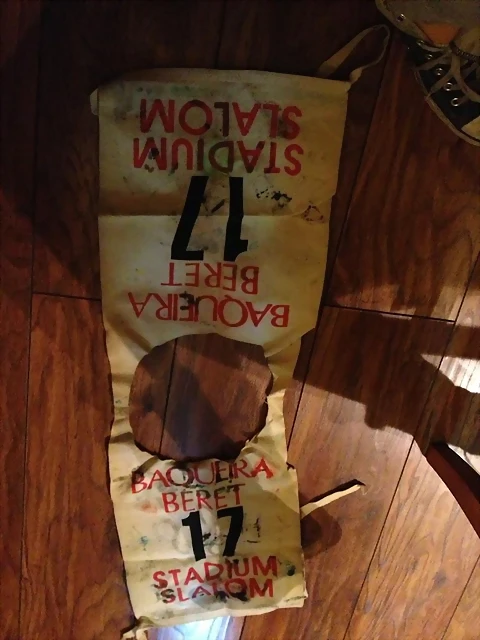 STADIUM
SLALOM
17
BAQUEIRA
BERET
BAQUEIRA
BERET
17
STADIUM
SLALOM